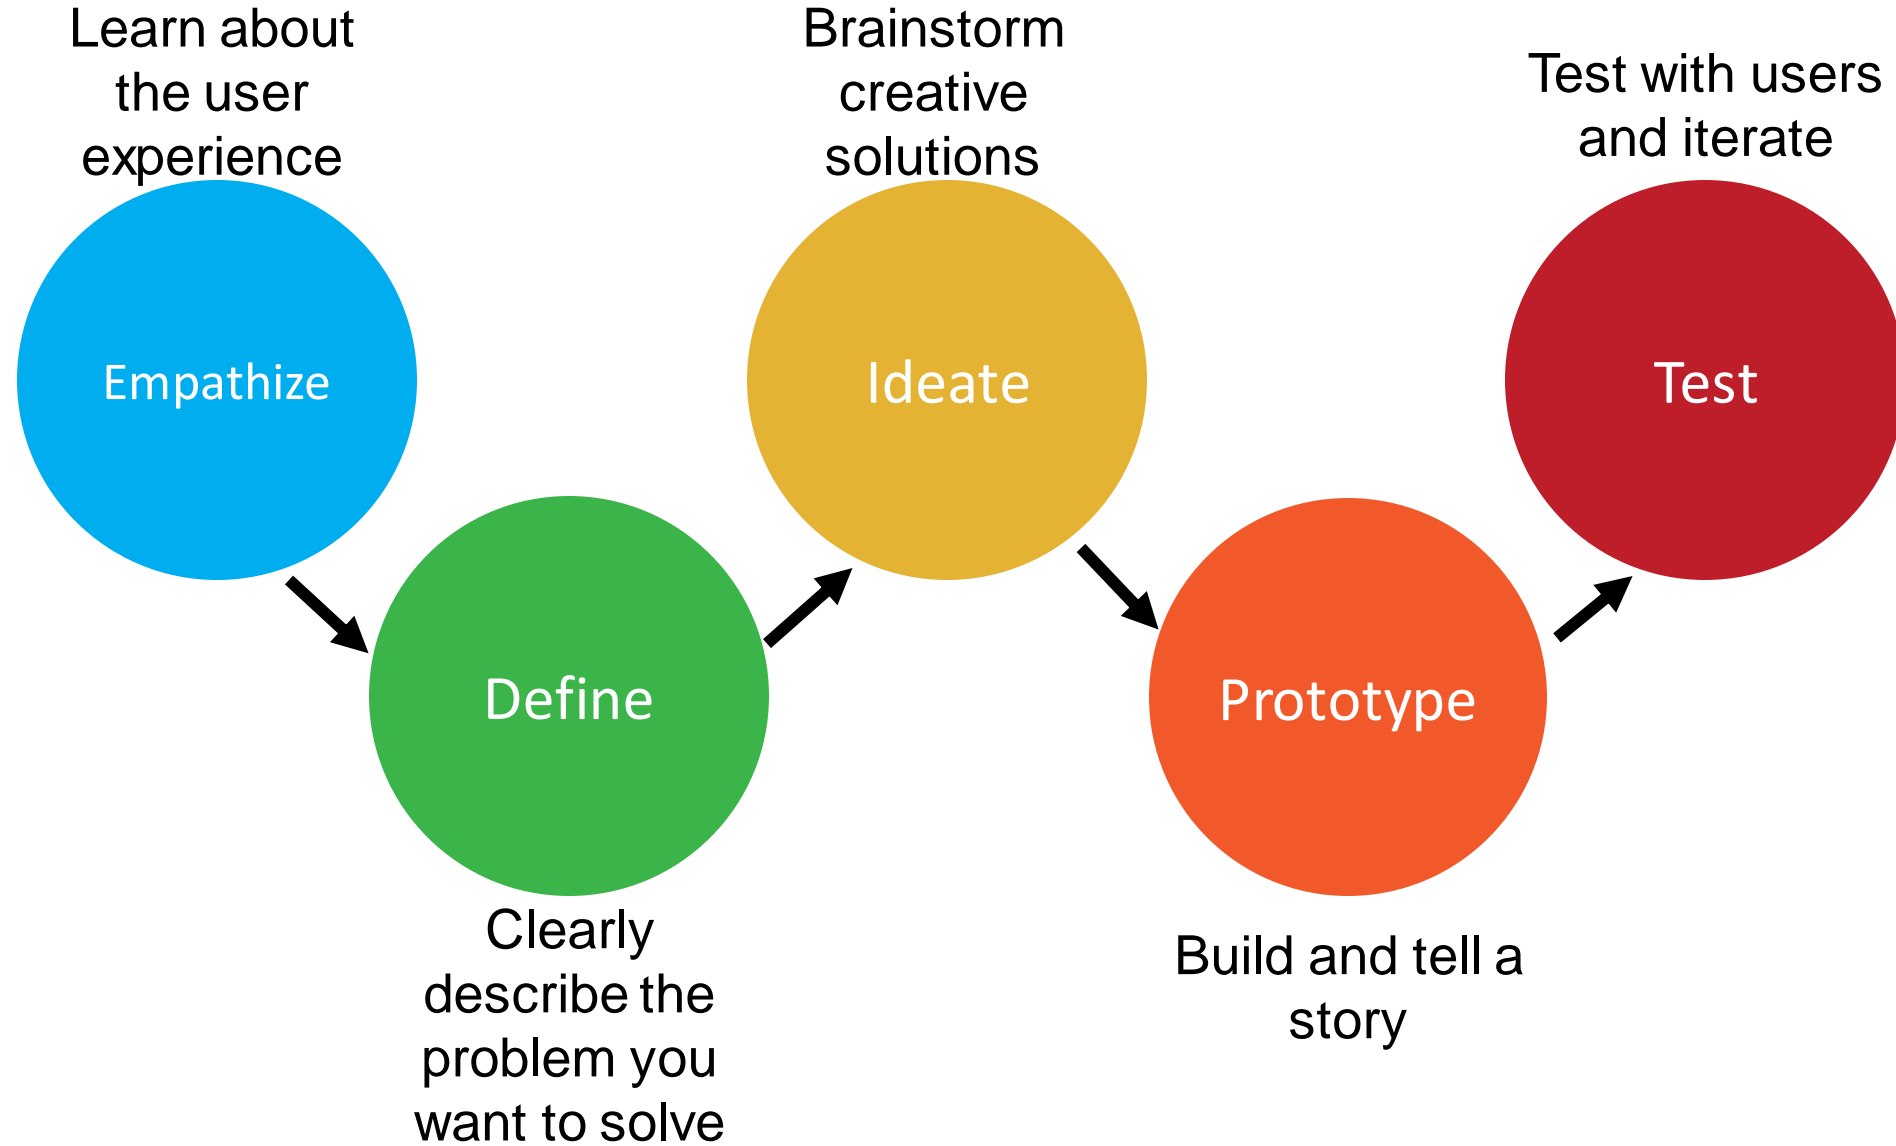 Learn about
the user
experience
Empathize
Define
Clearly
describe the
problem you
want to solve
Brainstorm
creative
solutions
Ideate
Prototype
Build and tell a
story
Test with users
and iterate
Test